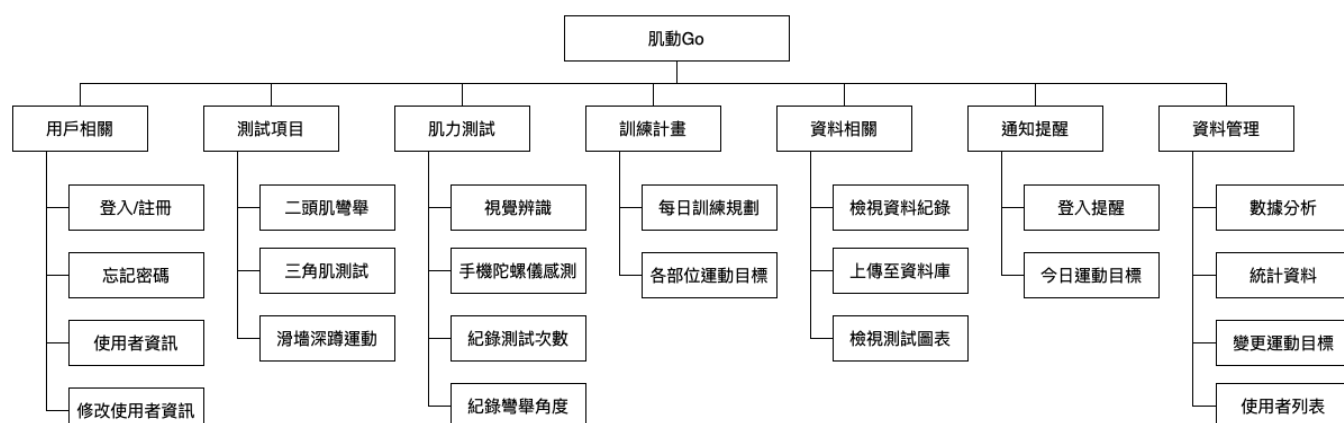 肌動Go
用戶相關
測試項目
肌力測試
訓練計畫
資料相關
通知提醒
資料管理
登入/註冊
忘記密碼
使用者資訊
修改使用者資訊
二頭肌彎舉
三角肌測試
滑墻深蹲運動
視覺辨識
手機陀螺儀感測
紀錄測試次數
紀錄彎舉角度
每日訓練規劃
各部位運動目標
檢視資料紀錄
上傳至資料庫
檢視測試圖表
登入提醒
今日運動目標
數據分析
統計資料
變更運動目標
使用者列表